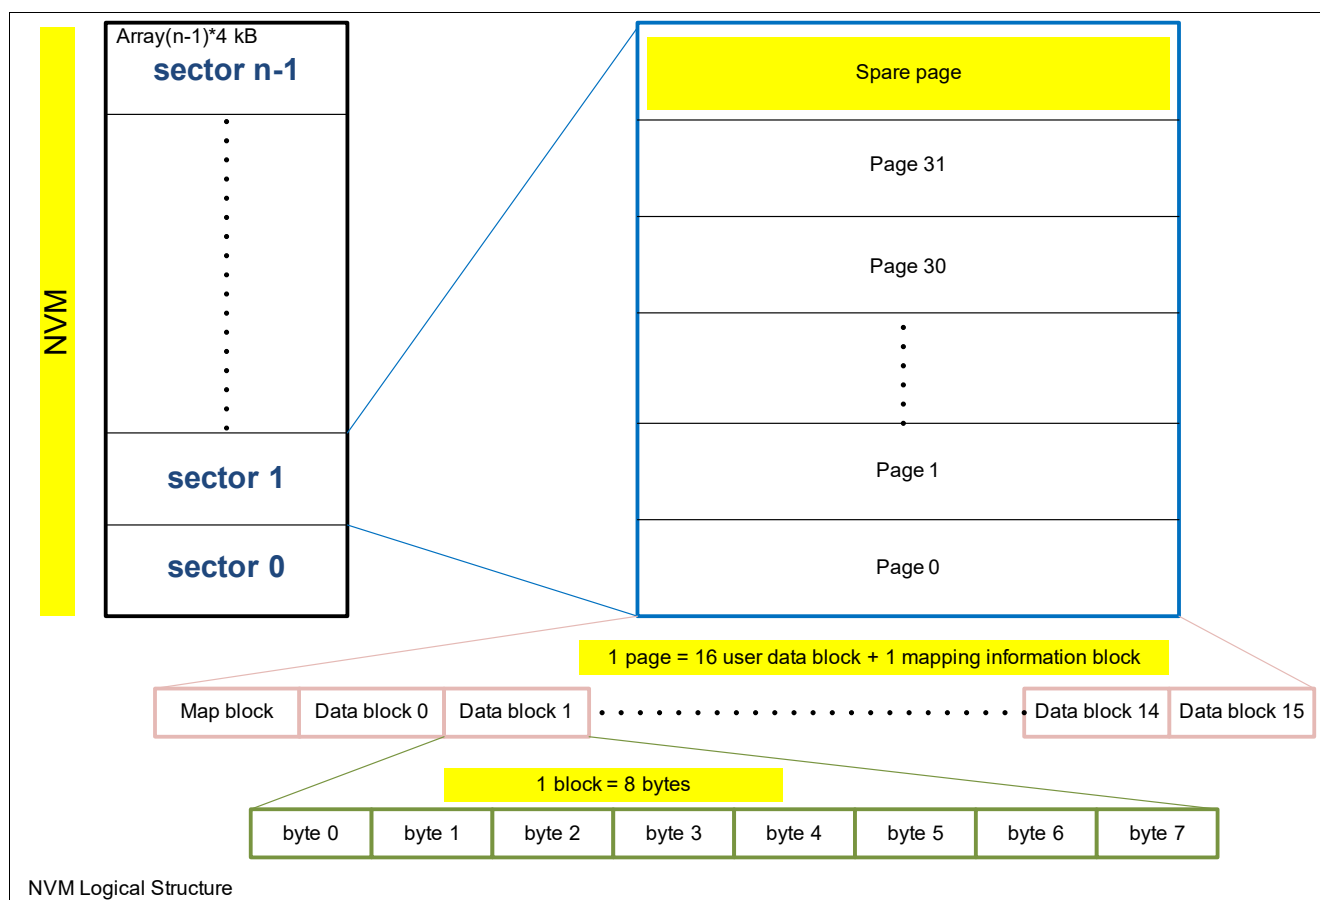 NVM
Array(n-1)*4 kB
sector n-1
sector 1
sector 0
Spare page
Page 31
Page 30
Page 1
Page 0
1 page = 16 user data block + 1 mapping information block
Map block Data block 0 Data block 1 Data block 14 Data block 15
1 block = 8 bytes
byte 0 byte 1 byte 2 byte 3 byte 4 byte 5 byte 6 byte 7
NVM Logical Structure